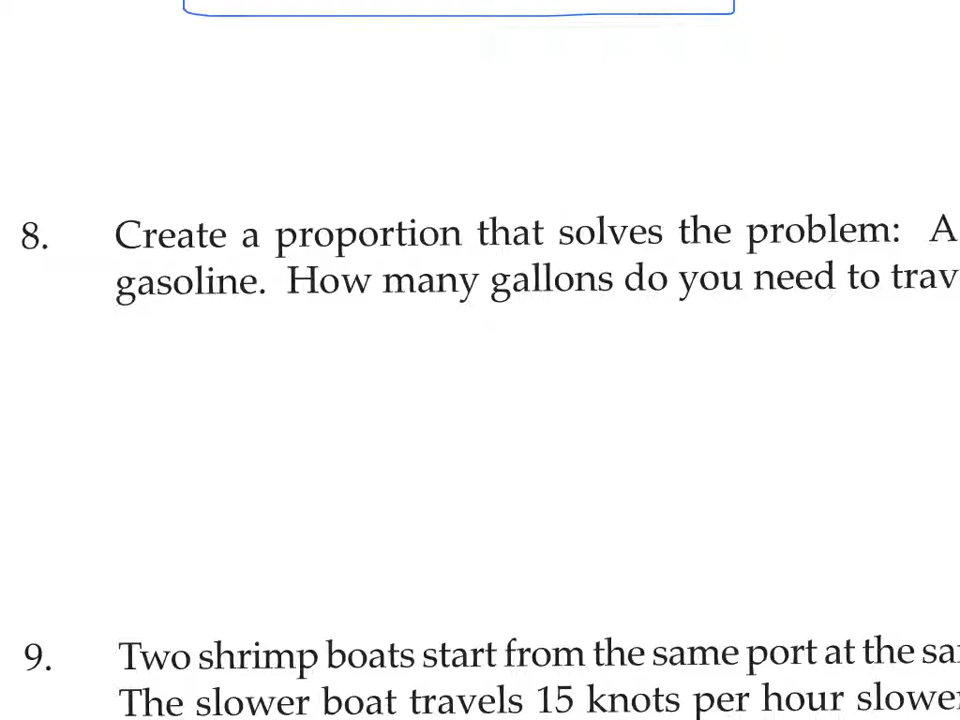 8. Create a proportion that solves the problem: A
gasoline. How many gallons do you need to trav
9. Two shrimp boats start from the same port at the sa
The slower boat travels 15 knots per hour slower